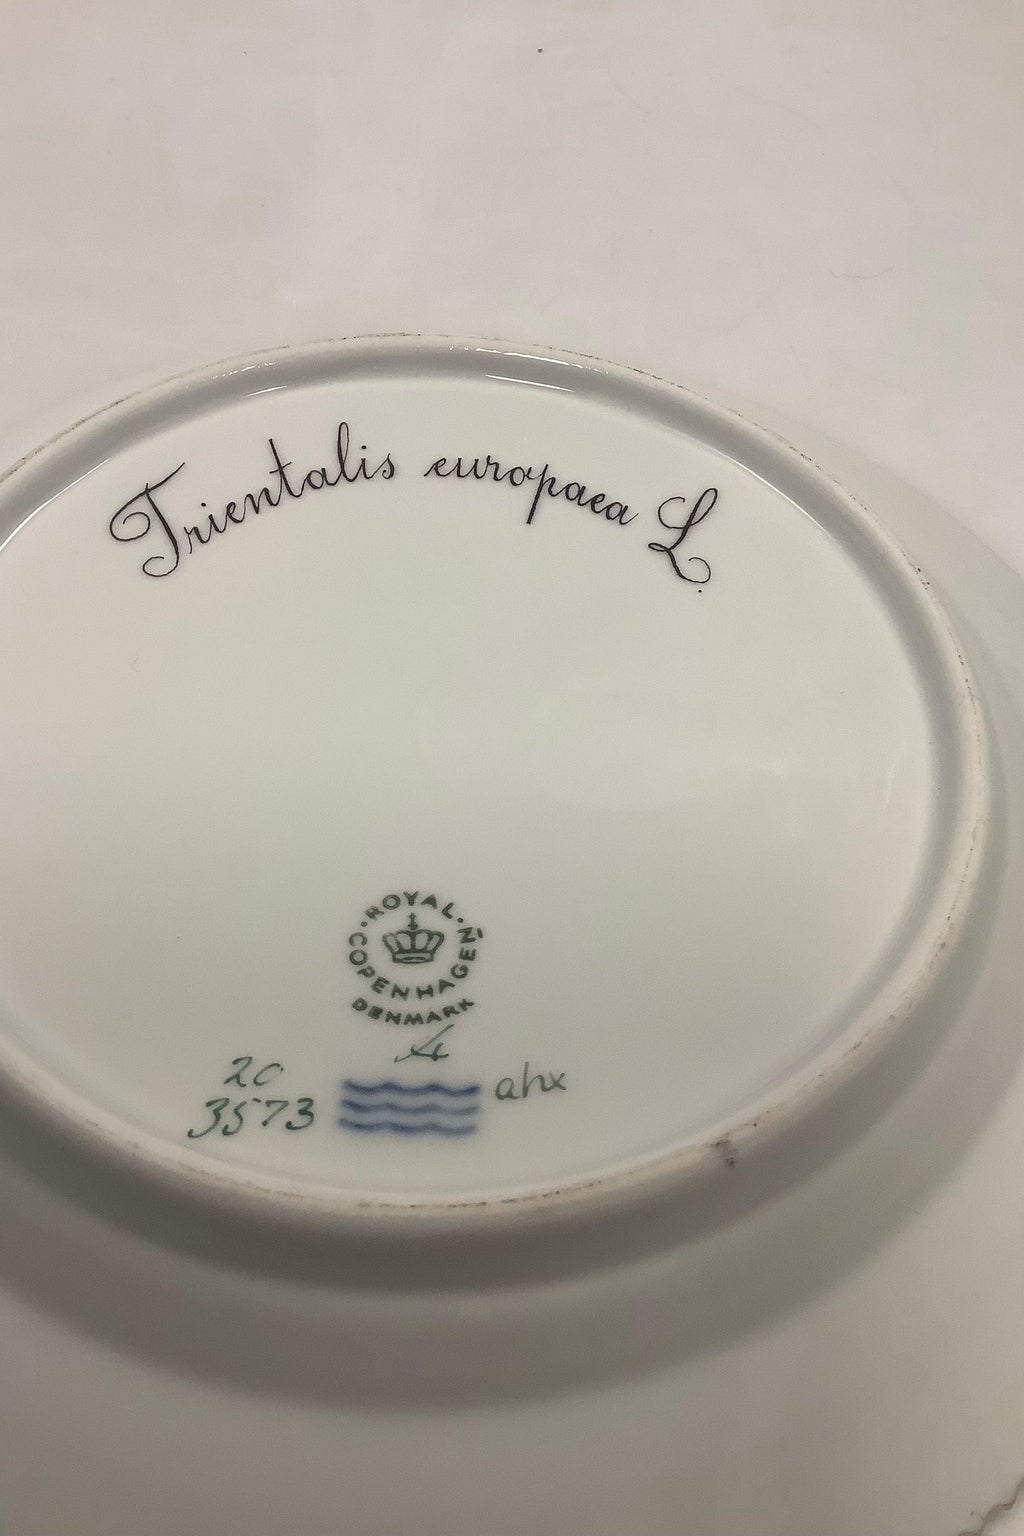 Trientalis europaea L.
ROYAL COPENHAGEN
DENMARK
20
3573
ahx